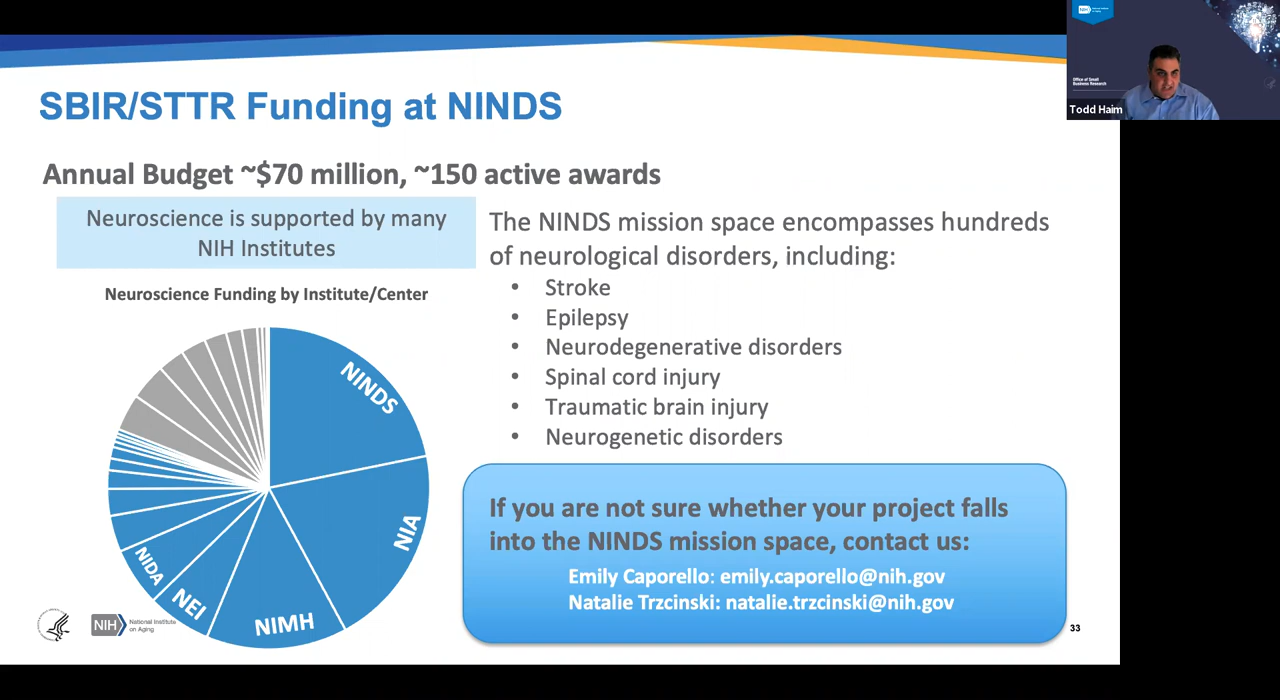 SBIR/STTR Funding at NINDS
Annual Budget ~$70 million, ~150 active awards
Neuroscience is supported by many
NIH Institutes
Neuroscience Funding by Institute/Center
NINDS
NIA
NIMH
NEI
NIDA
The NINDS mission space encompasses hundreds
of neurological disorders, including:
• Stroke
• Epilepsy
• Neurodegenerative disorders
• Spinal cord injury
• Traumatic brain injury
• Neurogenetic disorders
If you are not sure whether your project falls
into the NINDS mission space, contact us:
Emily Caporello: emily.caporello@nih.gov
Natalie Trzcinski: natalie.trzcinski@nih.gov
NIH
National Institute
on Aging
33
NIH
Office of Small
Business Research
Todd Haim